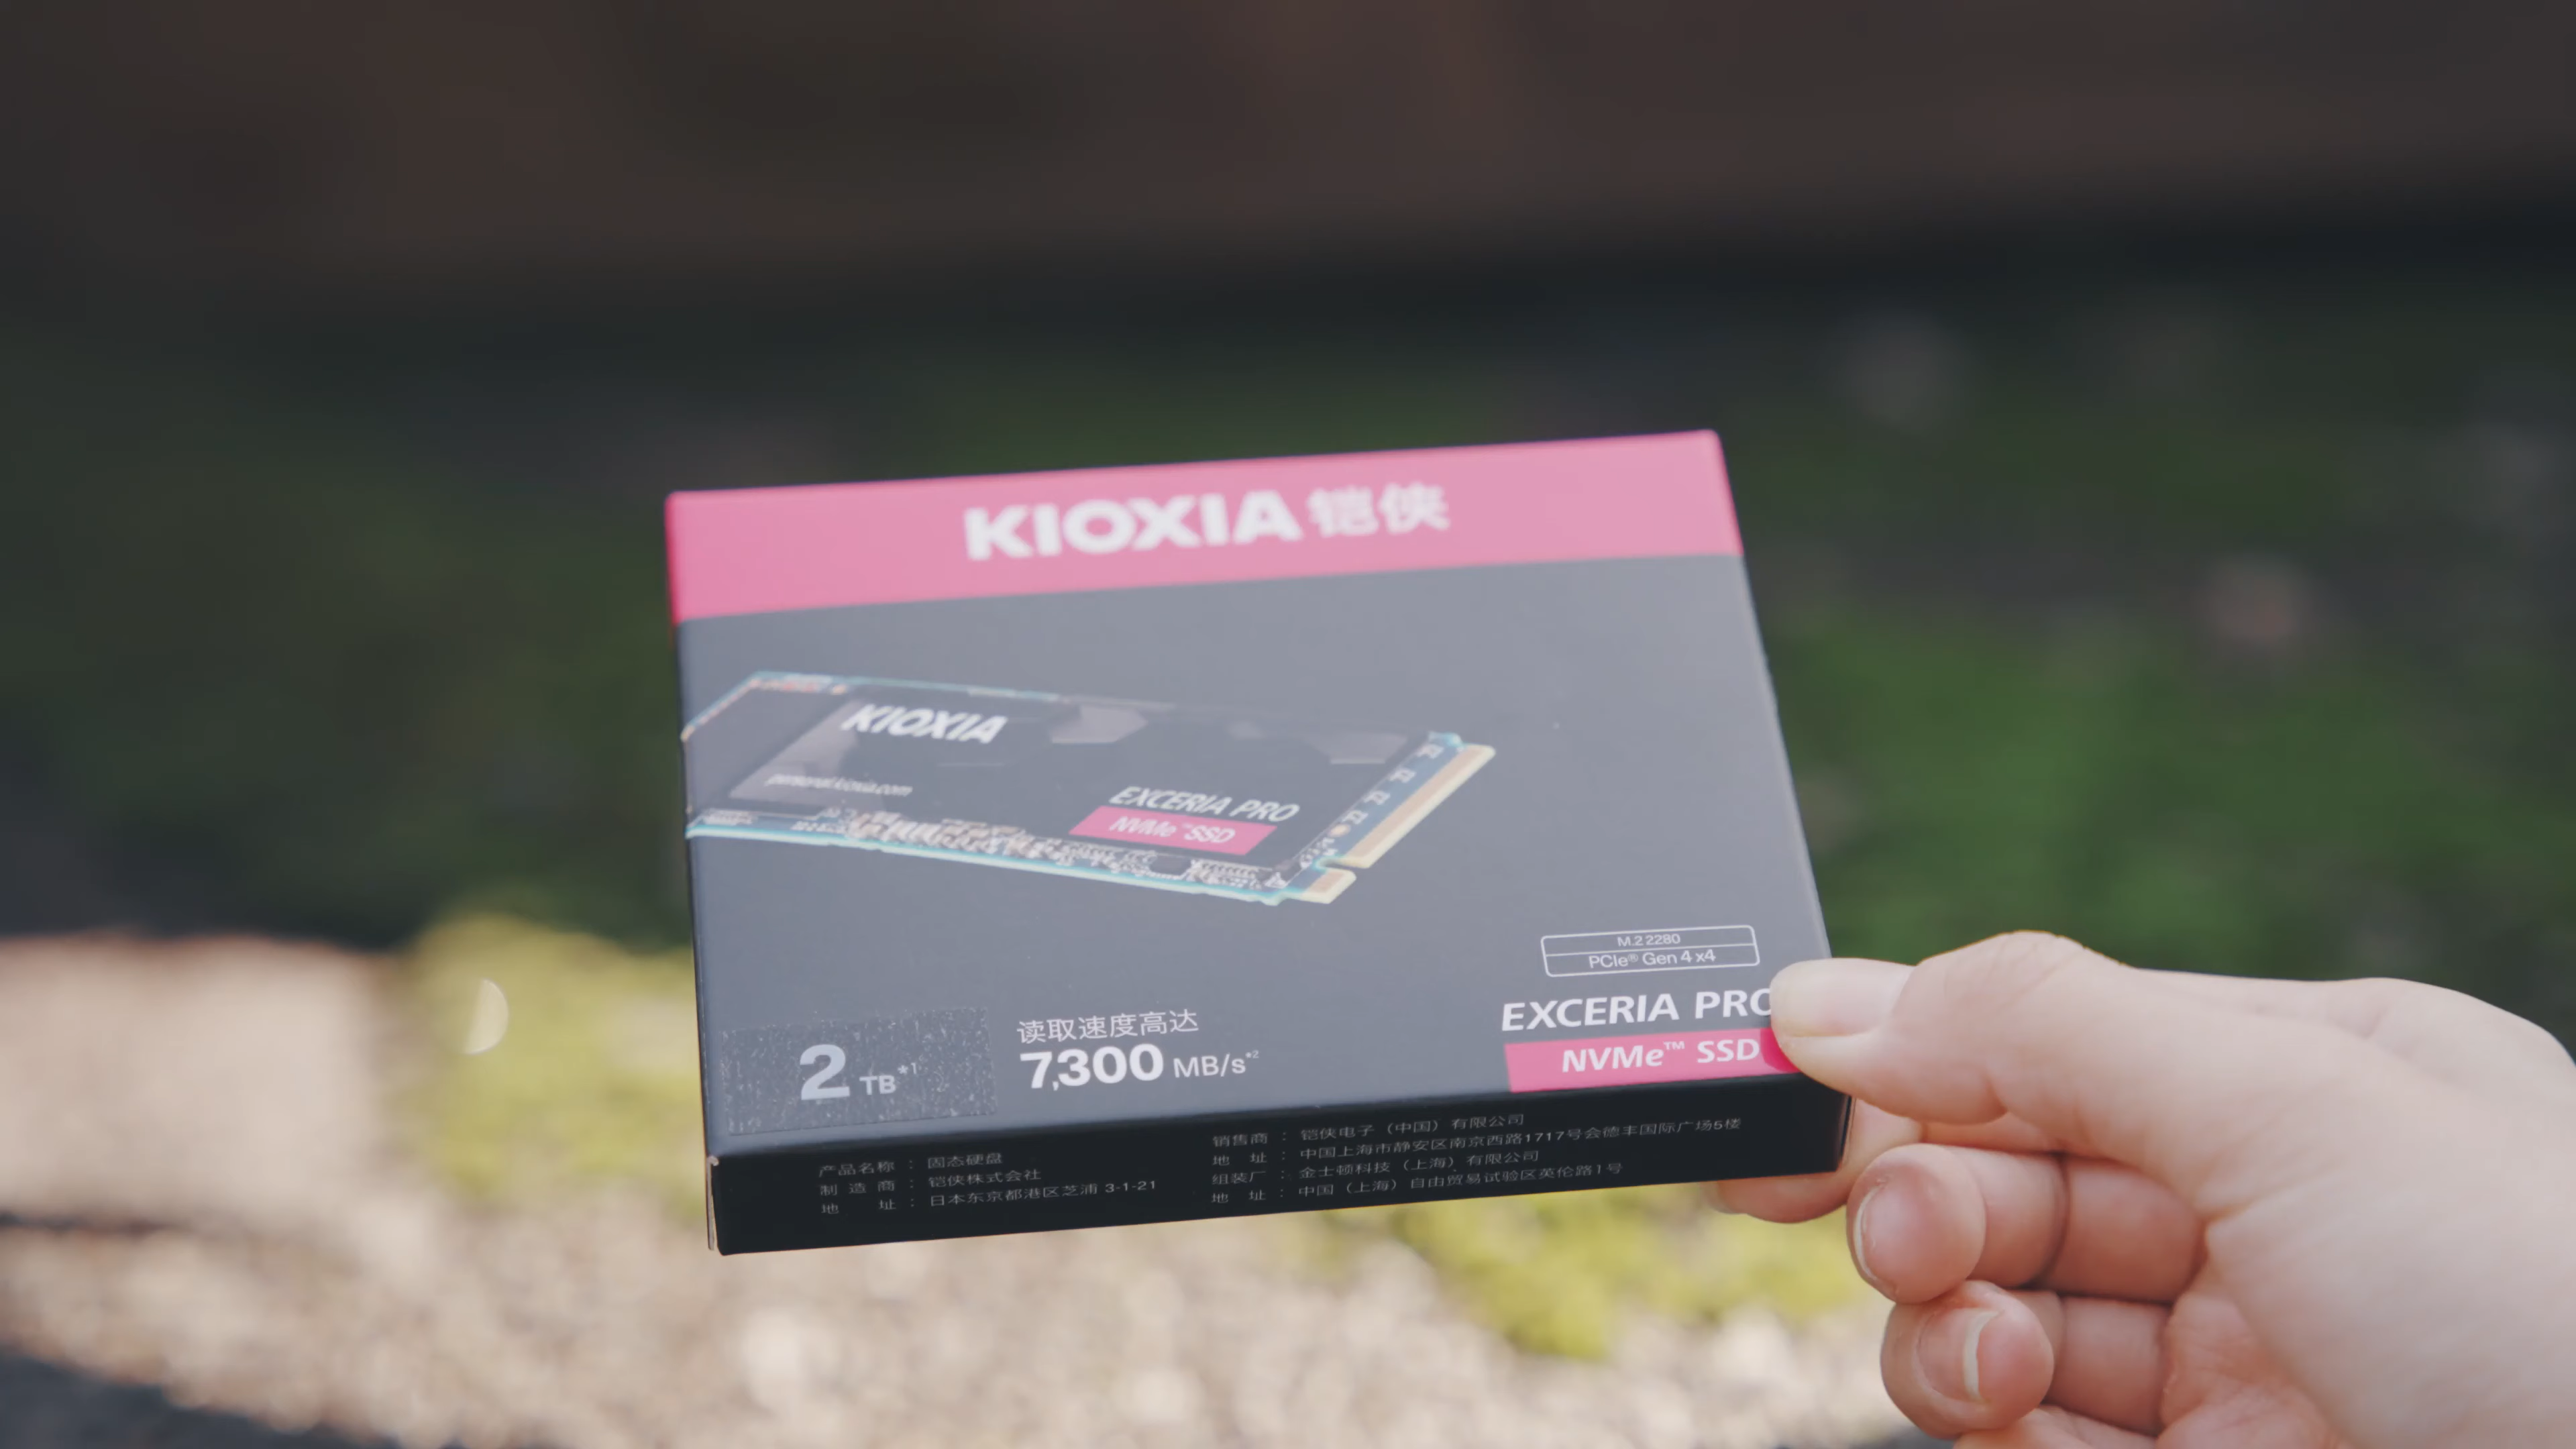 KIOXIA 铠侠
KIOXIA
personal.kioxia.com
EXCERIA PRO
NVMe™ SSD
M.2 2280
PCIe® Gen 4 x4
EXCERIA PRO
NVMe™ SSD
2 TB*1
读取速度高达
7,300 MB/s*2
产品名称 : 固态硬盘
制 造 商 : 铠侠株式会社
地 址 : 日本东京都港区芝浦 3-1-21
销售商 : 铠侠电子（中国）有限公司
地 址 : 中国上海市静安区南京西路1717号会德丰国际广场5楼
组装厂 : 金士顿科技（上海）有限公司
地 址 : 中国（上海）自由贸易试验区英伦路1号